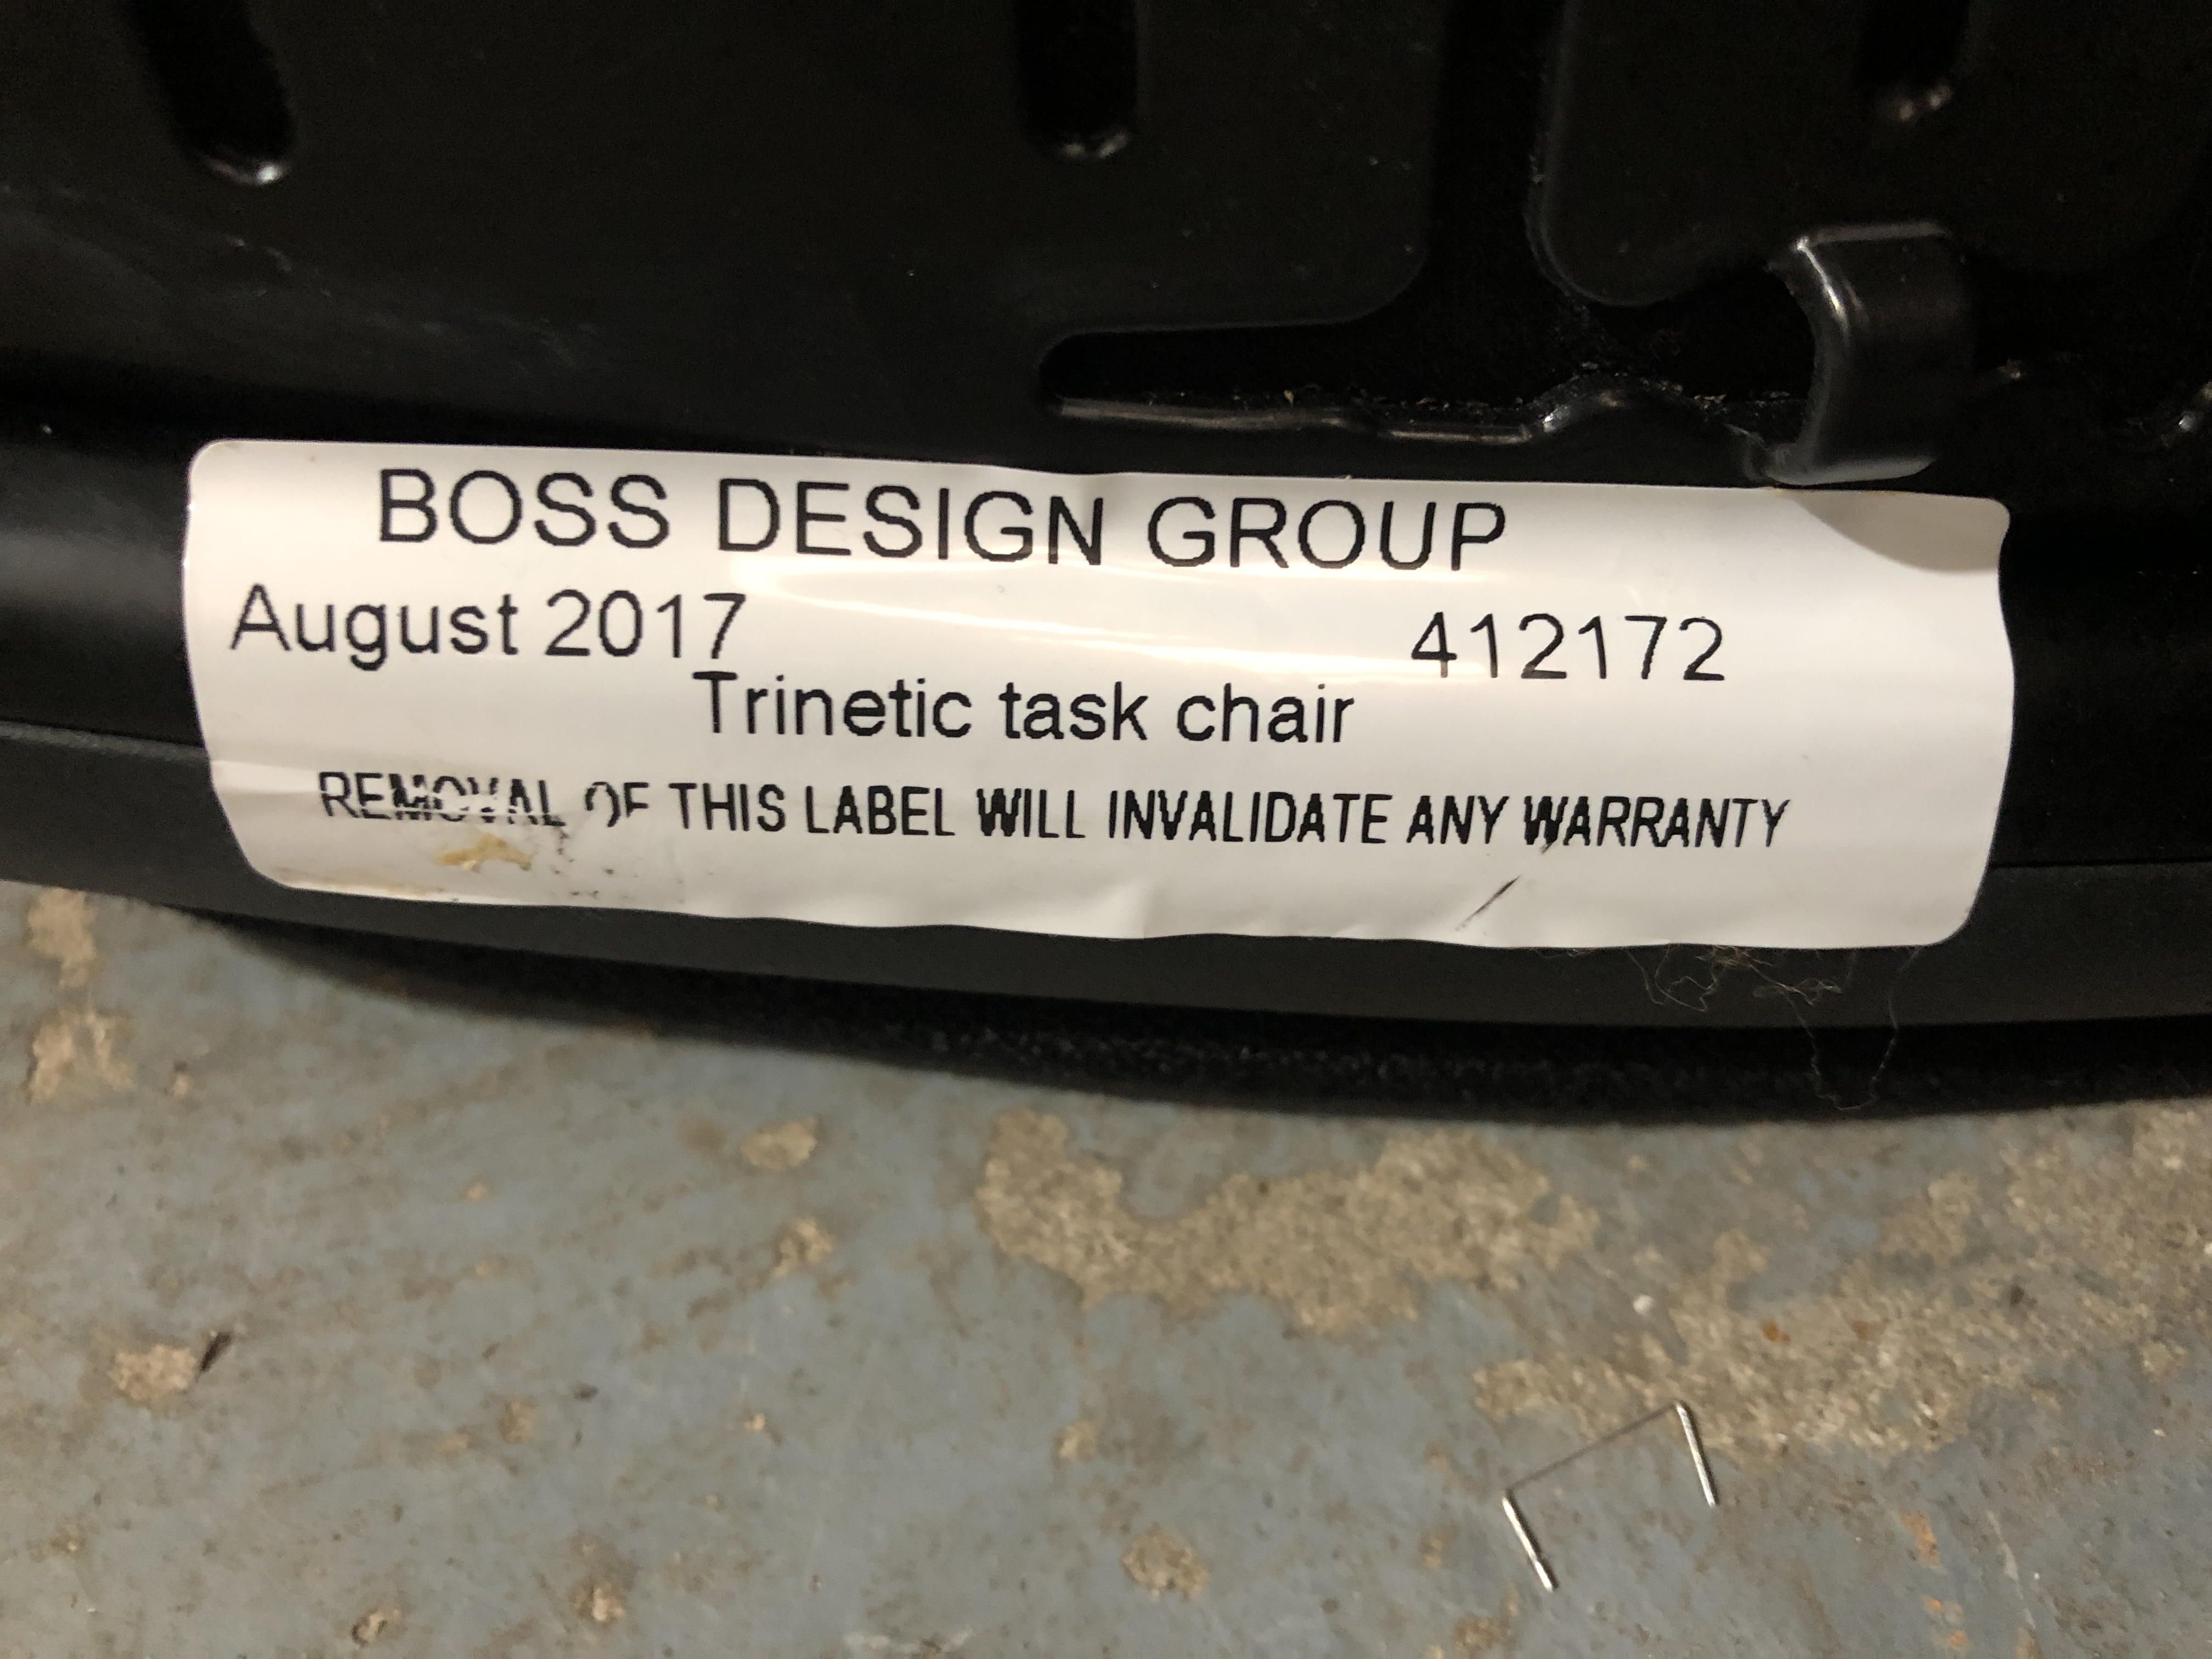 BOSS DESIGN GROUP
August 2017 412172
Trinetic task chair
REMOVAL OF THIS LABEL WILL INVALIDATE ANY WARRANTY